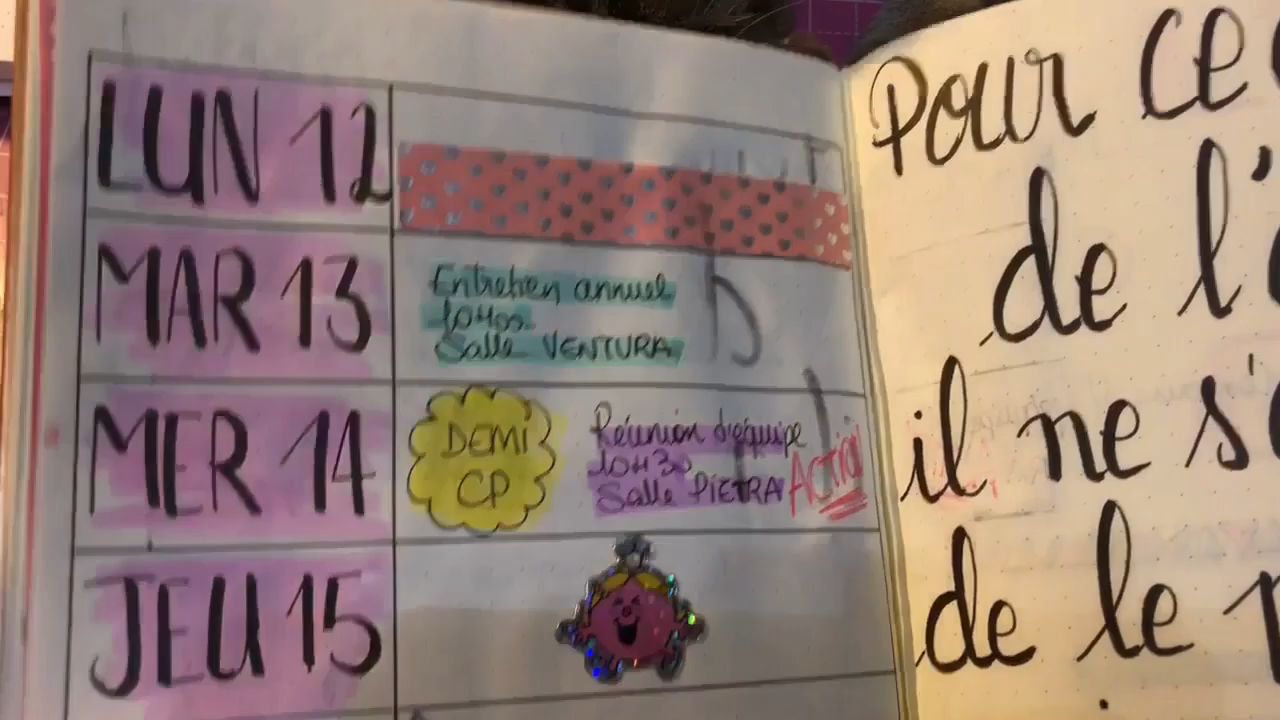 LUN 12
MAR 13
Entretien annuel
10H00
Salle VENTURA
MER 14
DEMI
CP
Réunion d'équipe
10H30
Salle PIETRA
ACTION
JEU 15
Pour ce
de l'
il ne s'
de le